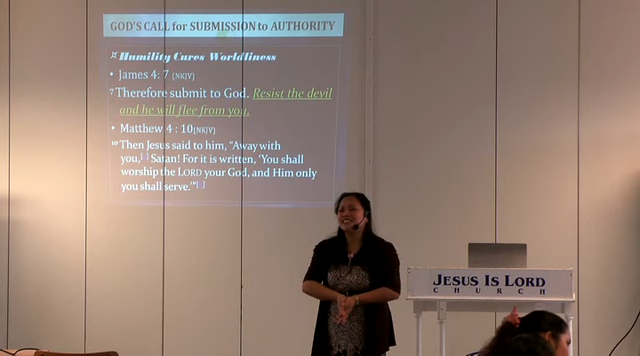 GOD'S CALL for SUBMISSION to AUTHORITY
¤ Humility Cures Worldliness
• James 4: 7 (NKJV)
7 Therefore submit to God. Resist the devil
and he will flee from you.
• Matthew 4 : 10(NKJV)
10 Then Jesus said to him, "Away with
you,[ ] Satan! For it is written, 'You shall
worship the LORD your God, and Him only
you shall serve.'"[ ]
JESUS IS LORD
CHURCH